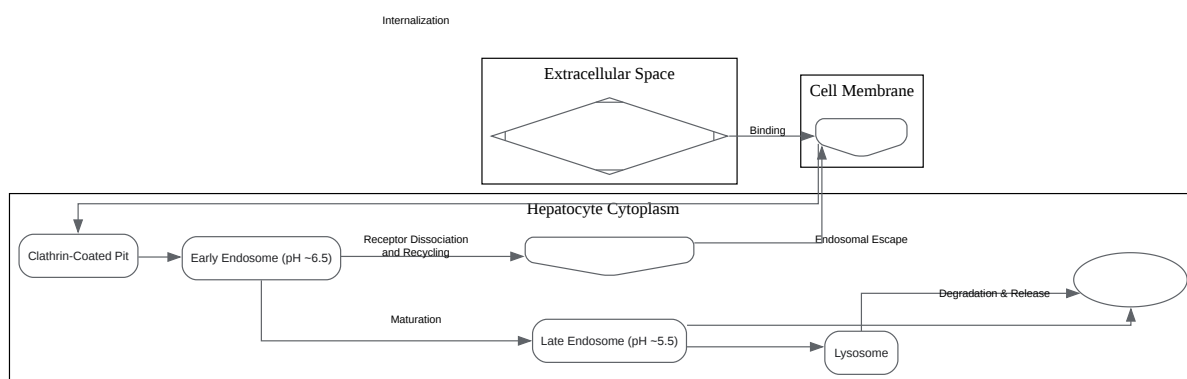 Internalization
Extracellular Space
Cell Membrane
Binding
Hepatocyte Cytoplasm
Clathrin-Coated Pit
Early Endosome (pH ~6.5)
Receptor Dissociation
and Recycling
Endosomal Escape
Degradation & Release
Maturation
Late Endosome (pH ~5.5)
Lysosome